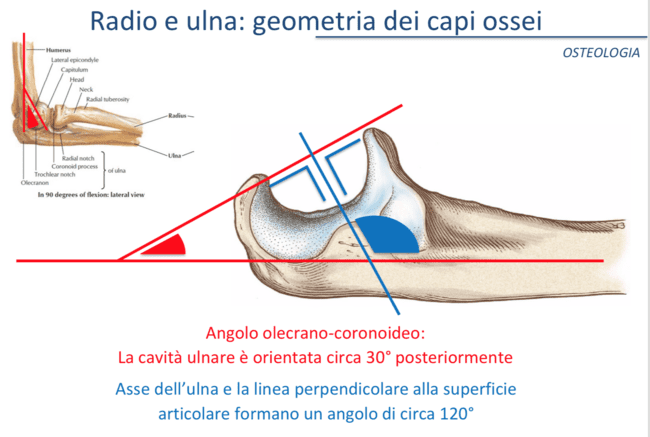 Radio e ulna: geometria dei capi ossei
OSTEOLOGIA
Humerus
Lateral epicondyle
Capitulum
Head
Neck
Radial tuberosity
Radius
Ulna
Radial notch
Coronoid process
of ulna
Trochlear notch
Olecranon
In 90 degrees of flexion: lateral view
Angolo olecrano-coronoideo:
La cavità ulnare è orientata circa 30° posteriormente
Asse dell'ulna e la linea perpendicolare alla superficie
articolare formano un angolo di circa 120°